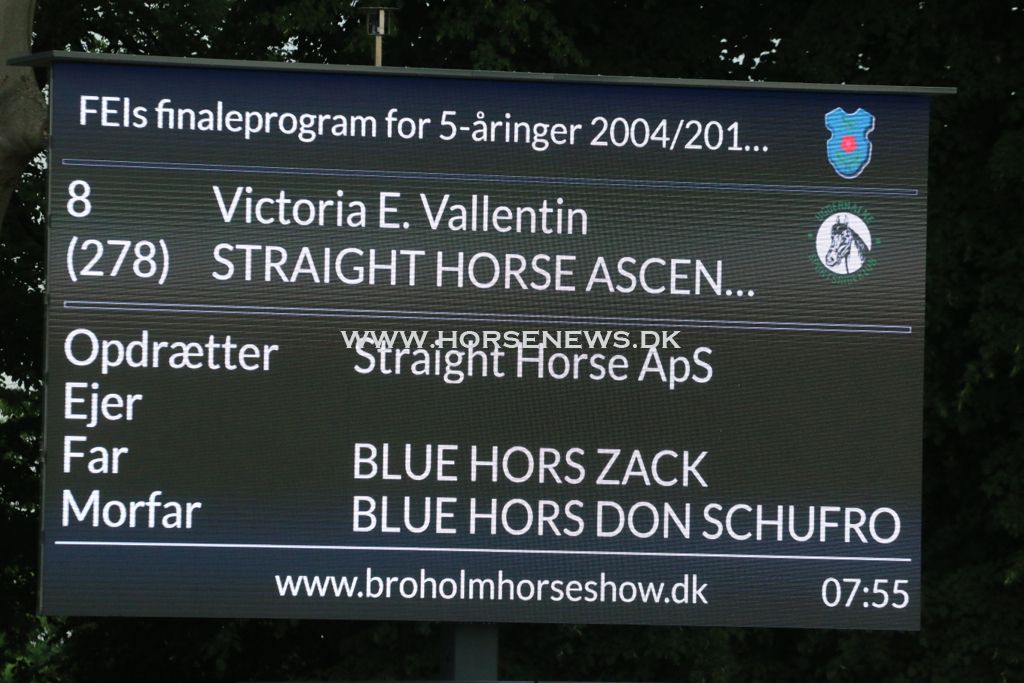 FEIs finaleprogram for 5-åringer 2004/201...
8 Victoria E. Vallentin
(278) STRAIGHT HORSE ASCEN...
WWW.HORSENEWS.DK
Opdrætter Straight Horse ApS
Ejer
Far BLUE HORS ZACK
Morfar BLUE HORS DON SCHUFRO
www.broholmhorseshow.dk 07:55